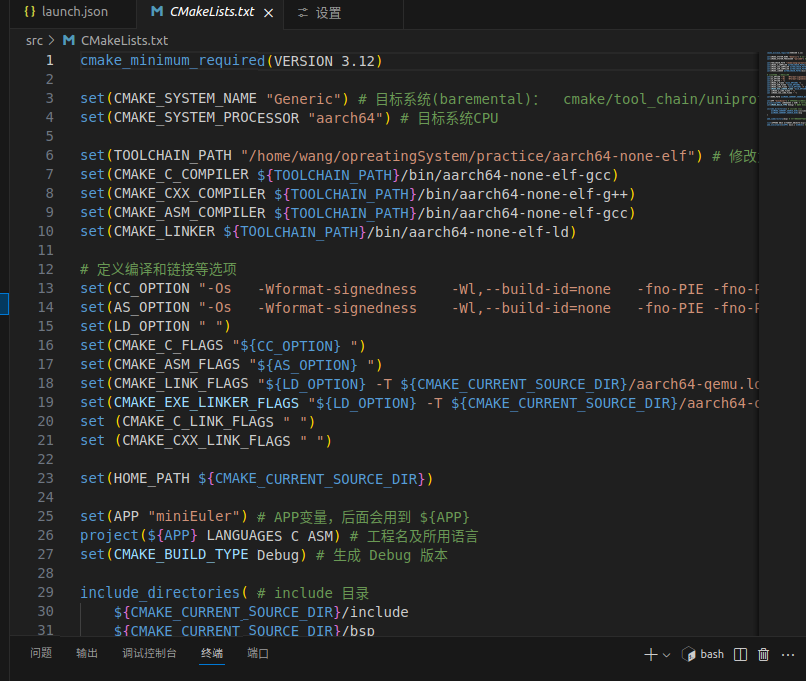 launch.json
CMakeLists.txt
设置
src > CMakeLists.txt
1 cmake_minimum_required(VERSION 3.12)
2
3 set(CMAKE_SYSTEM_NAME "Generic") # 目标系统(baremental)： cmake/tool_chain/unipro
4 set(CMAKE_SYSTEM_PROCESSOR "aarch64") # 目标系统CPU
5
6 set(TOOLCHAIN_PATH "/home/wang/opreatingSystem/practice/aarch64-none-elf") # 修改
7 set(CMAKE_C_COMPILER ${TOOLCHAIN_PATH}/bin/aarch64-none-elf-gcc)
8 set(CMAKE_CXX_COMPILER ${TOOLCHAIN_PATH}/bin/aarch64-none-elf-g++)
9 set(CMAKE_ASM_COMPILER ${TOOLCHAIN_PATH}/bin/aarch64-none-elf-gcc)
10 set(CMAKE_LINKER ${TOOLCHAIN_PATH}/bin/aarch64-none-elf-ld)
11
12 # 定义编译和链接等选项
13 set(CC_OPTION "-Os   -Wformat-signedness    -Wl,--build-id=none   -fno-PIE -fno-P
14 set(AS_OPTION "-Os   -Wformat-signedness    -Wl,--build-id=none   -fno-PIE -fno-P
15 set(LD_OPTION " ")
16 set(CMAKE_C_FLAGS "${CC_OPTION} ")
17 set(CMAKE_ASM_FLAGS "${AS_OPTION} ")
18 set(CMAKE_LINK_FLAGS "${LD_OPTION} -T ${CMAKE_CURRENT_SOURCE_DIR}/aarch64-qemu.ld
19 set(CMAKE_EXE_LINKER_FLAGS "${LD_OPTION} -T ${CMAKE_CURRENT_SOURCE_DIR}/aarch64-q
20 set (CMAKE_C_LINK_FLAGS " ")
21 set (CMAKE_CXX_LINK_FLAGS " ")
22
23 set(HOME_PATH ${CMAKE_CURRENT_SOURCE_DIR})
24
25 set(APP "miniEuler") # APP变量，后面会用到 ${APP}
26 project(${APP} LANGUAGES C ASM) # 工程名及所用语言
27 set(CMAKE_BUILD_TYPE Debug) # 生成 Debug 版本
28
29 include_directories( # include 目录
30     ${CMAKE_CURRENT_SOURCE_DIR}/include
31     ${CMAKE_CURRENT_SOURCE_DIR}/bsp
问题 输出 调试控制台 终端 端口
bash